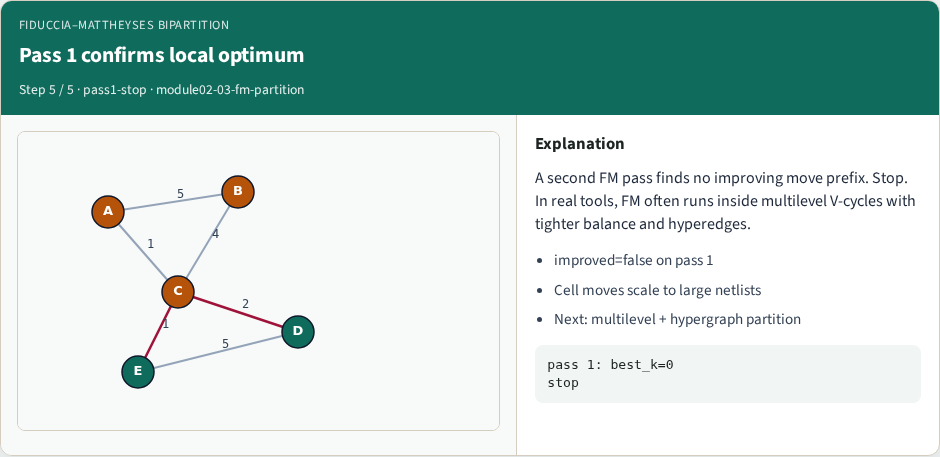 FIDUCCIA–MATTHEYSES BIPARTITION
Pass 1 confirms local optimum
Step 5 / 5 · pass1-stop · module02-03-fm-partition
A
B
C
D
E
5
1
4
2
1
5
Explanation
A second FM pass finds no improving move prefix. Stop.
In real tools, FM often runs inside multilevel V-cycles with
tighter balance and hyperedges.
• improved=false on pass 1
• Cell moves scale to large netlists
• Next: multilevel + hypergraph partition
pass 1: best_k=0
stop